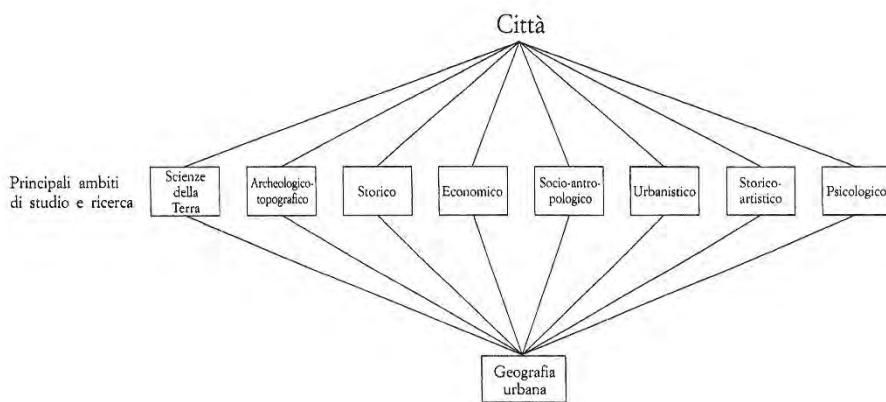 Città
Principali ambiti
di studio e ricerca
Scienze
della
Terra
Archeologico-
topografico
Storico
Economico
Socio-antro-
pologico
Urbanistico
Storico-
artistico
Psicologico
Geografia
urbana